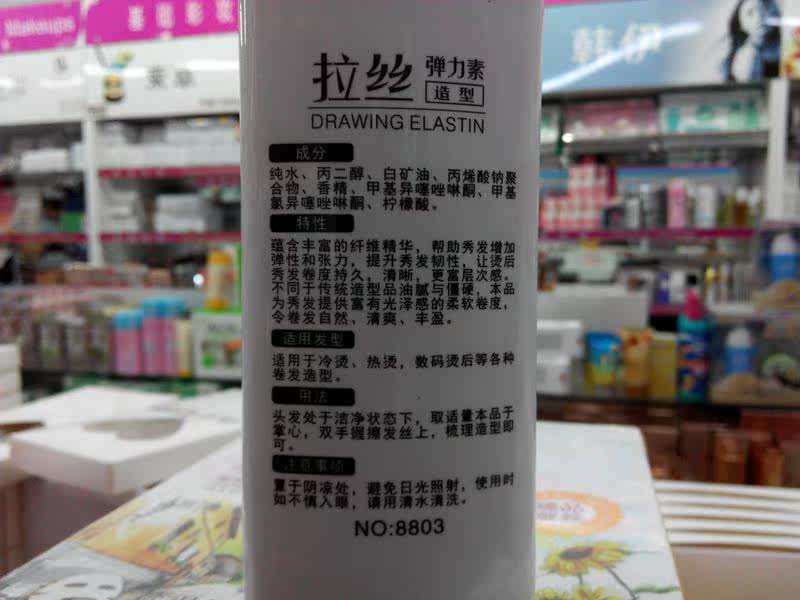 Makeups
韩伊
拉丝
弹力素
造型
DRAWING ELASTIN
成分
纯水、丙二醇、白矿油、丙烯酸钠聚
合物、香精、甲基异噻唑啉酮、甲基
氯异噻唑啉酮、柠檬酸。
特性
蕴含丰富的纤维精华，帮助秀发增加
弹性和张力，提升秀发韧性，让烫后
秀发卷度持久，清晰，更富层次感。
不同于传统造型品油腻与僵硬，本品
为秀发提供富有光泽感的柔软卷度，
令卷发自然、清爽、丰盈。
适用发型
适用于冷烫、热烫，数码烫后等各种
卷发造型。
用法
头发处于洁净状态下，取适量本品于
掌心，双手握擦发丝上，梳理造型即
可。
注意事项
置于阴凉处，避免日光照射，使用时
如不慎入眼，请用清水清洗。
NO:8803